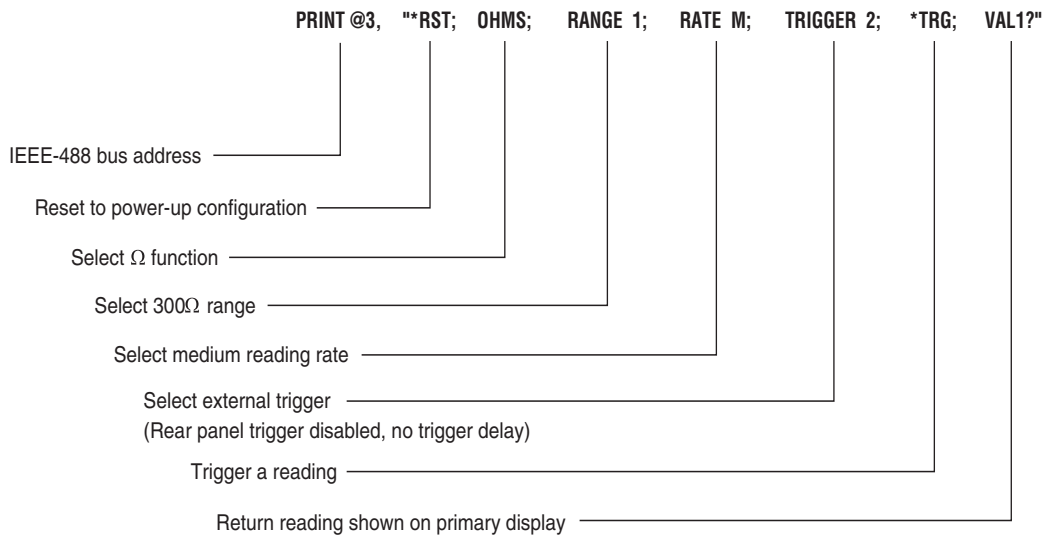 PRINT @3, "*RST; OHMS; RANGE 1; RATE M; TRIGGER 2; *TRG; VAL1?"
IEEE-488 bus address
Reset to power-up configuration
Select Ω function
Select 300Ω range
Select medium reading rate
Select external trigger
(Rear panel trigger disabled, no trigger delay)
Trigger a reading
Return reading shown on primary display